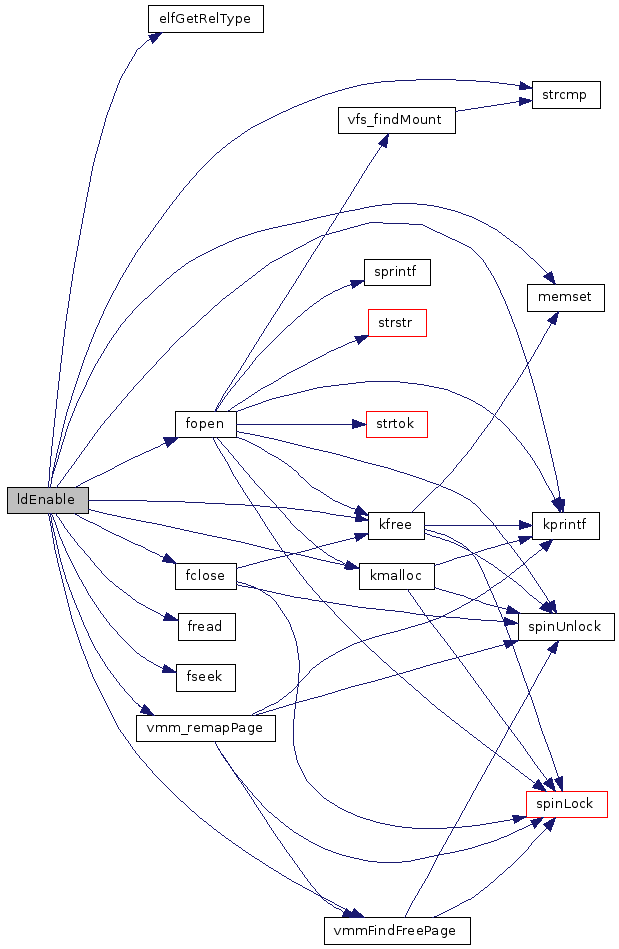 elfGetRelType
strcmp
vfs_findMount
sprintf
memset
strstr
fopen
strtok
ldEnable
kfree
kprintf
fclose
kmalloc
fread
spinUnlock
fseek
vmm_remapPage
spinLock
vmmFindFreePage